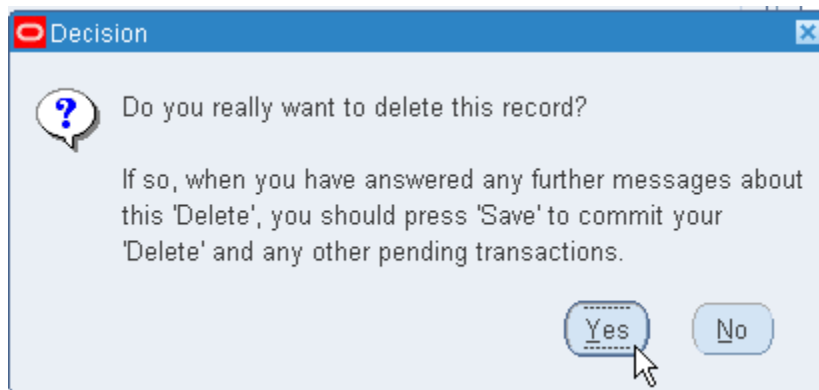 Decision
Do you really want to delete this record?
If so, when you have answered any further messages about
this 'Delete', you should press 'Save' to commit your
'Delete' and any other pending transactions.
Yes No